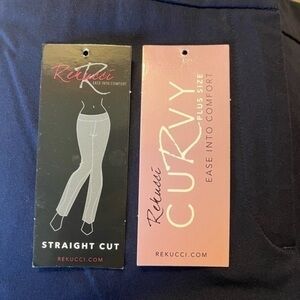 Rekucci
R
EASE INTO COMFORT
STRAIGHT CUT
REKUCCI.COM
Rekucci
CURVY
PLUS SIZE
EASE INTO COMFORT
REKUCCI.COM